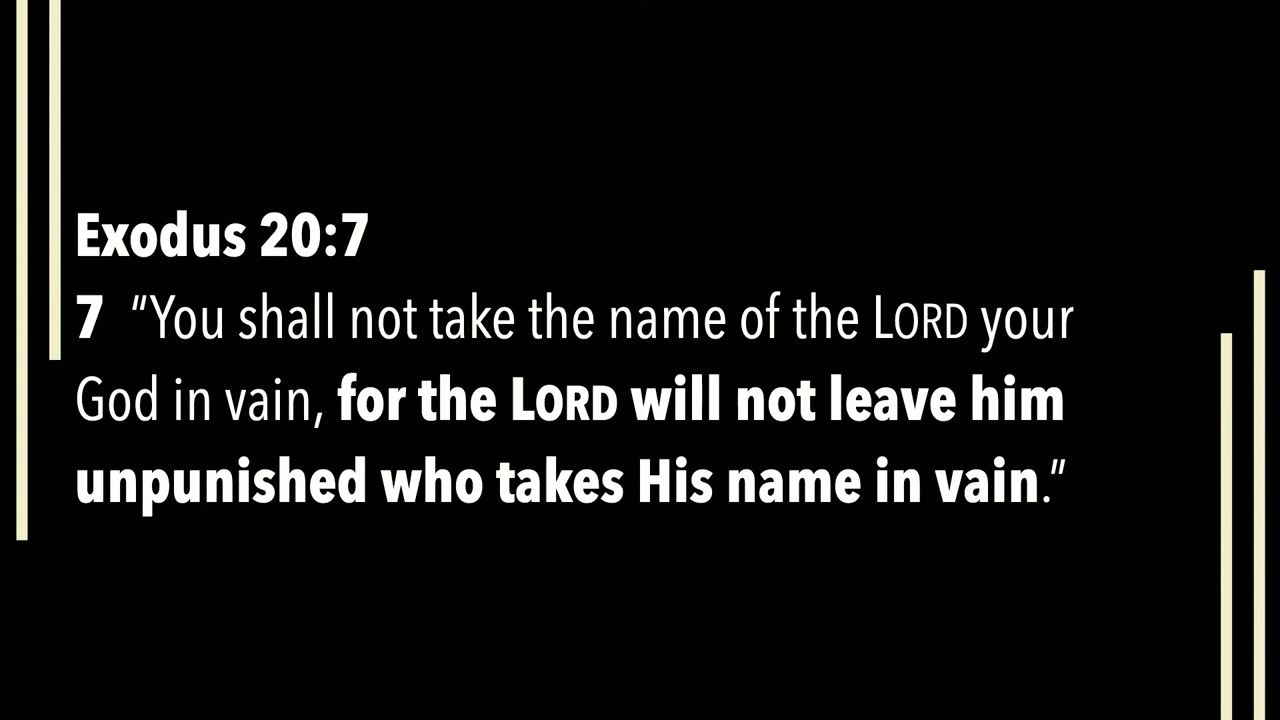 Exodus 20:7
7 "You shall not take the name of the LORD your
God in vain, for the LORD will not leave him
unpunished who takes His name in vain."